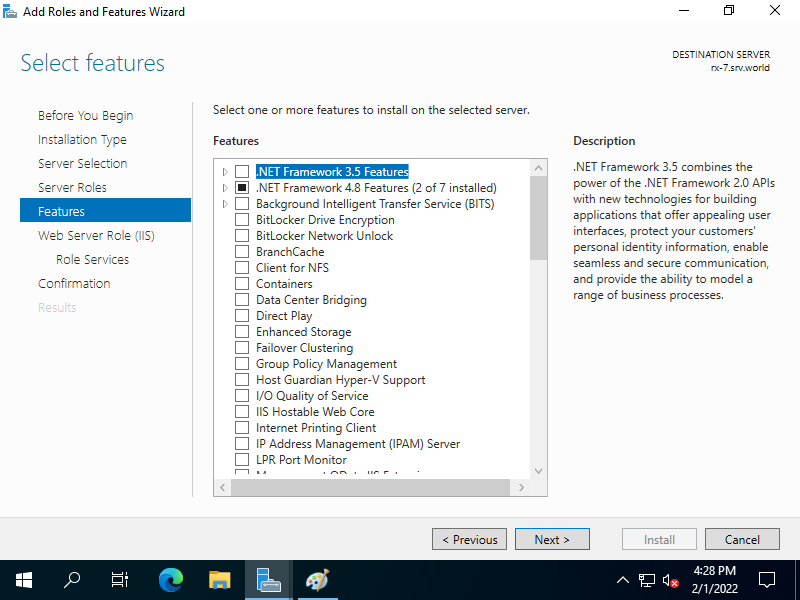 Add Roles and Features Wizard
Select features
DESTINATION SERVER
rx-7.srv.world
Before You Begin
Installation Type
Server Selection
Server Roles
Features
Web Server Role (IIS)
Role Services
Confirmation
Results
Select one or more features to install on the selected server.
Features
.NET Framework 3.5 Features
.NET Framework 4.8 Features (2 of 7 installed)
Background Intelligent Transfer Service (BITS)
BitLocker Drive Encryption
BitLocker Network Unlock
BranchCache
Client for NFS
Containers
Data Center Bridging
Direct Play
Enhanced Storage
Failover Clustering
Group Policy Management
Host Guardian Hyper-V Support
I/O Quality of Service
IIS Hostable Web Core
Internet Printing Client
IP Address Management (IPAM) Server
LPR Port Monitor
Description
.NET Framework 3.5 combines the
power of the .NET Framework 2.0 APIs
with new technologies for building
applications that offer appealing user
interfaces, protect your customers'
personal identity information, enable
seamless and secure communication,
and provide the ability to model a
range of business processes.
< Previous
Next >
Install
Cancel
4:28 PM
2/1/2022